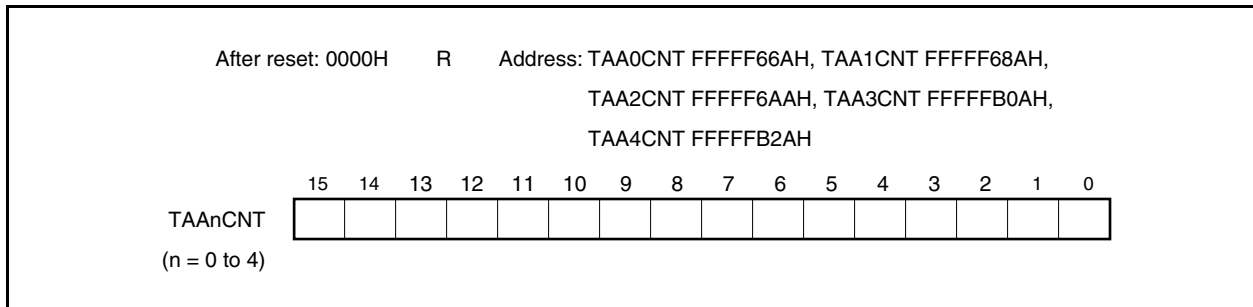 After reset: 0000H R Address: TAA0CNT FFFFF66AH, TAA1CNT FFFFF68AH,
TAA2CNT FFFFF6AAH, TAA3CNT FFFFFB0AH,
TAA4CNT FFFFFB2AH
15 14 13 12 11 10 9 8 7 6 5 4 3 2 1 0
TAAnCNT
(n = 0 to 4)